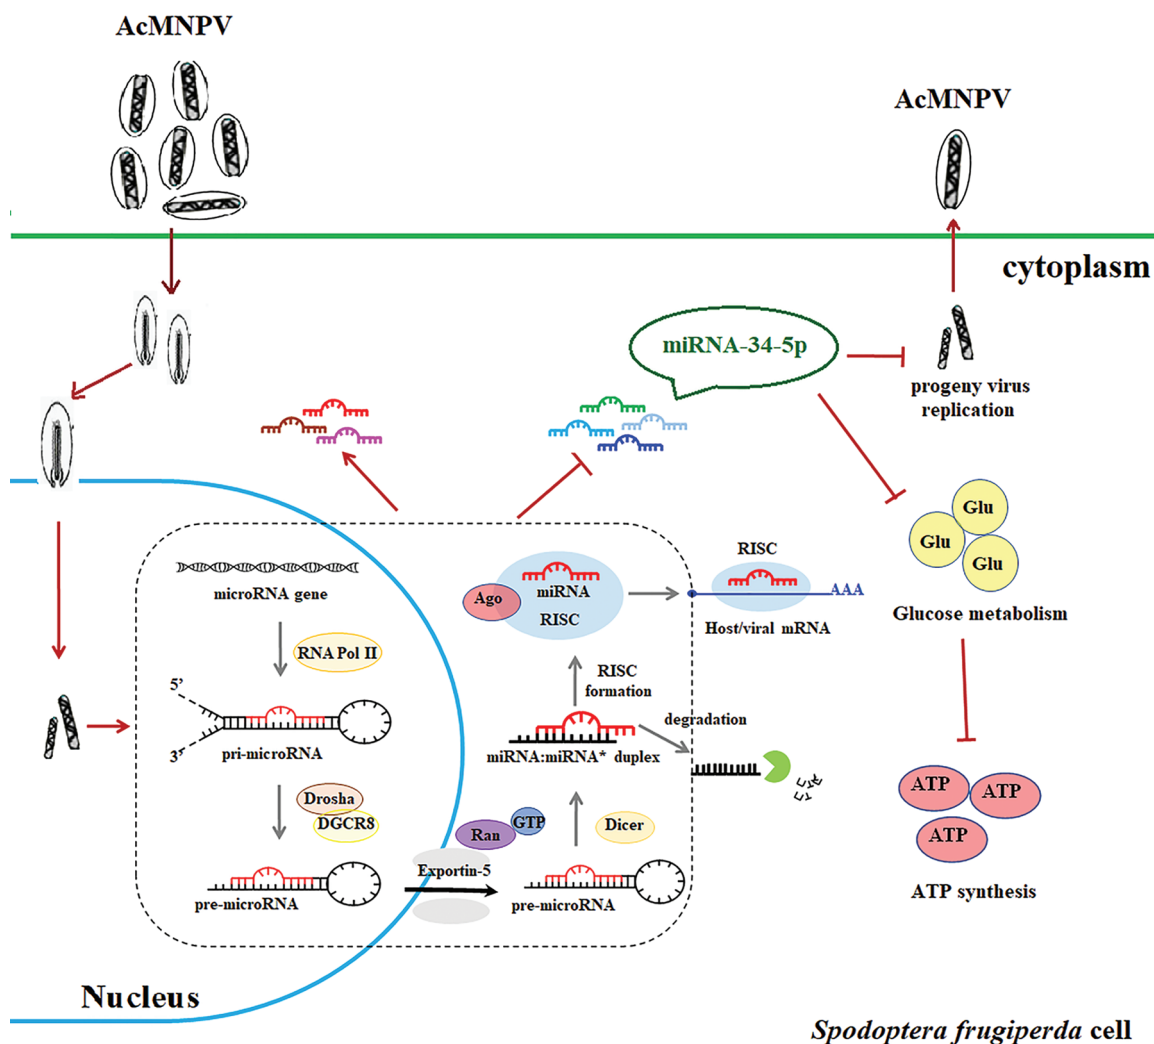 AcMNPV
AcMNPV
cytoplasm
miRNA-34-5p
progeny virus
replication
Glu
Glu
Glu
Glucose metabolism
microRNA gene
RNA Pol II
5’
3’
pri-microRNA
Drosha
DGCR8
pre-microRNA
Exportin-5
Ran
GTP
Dicer
pre-microRNA
miRNA:miRNA* duplex
degradation
RISC
formation
Ago
miRNA
RISC
RISC
AAA
Host/viral mRNA
ATP
ATP
ATP
ATP synthesis
Nucleus
Spodoptera frugiperda cell